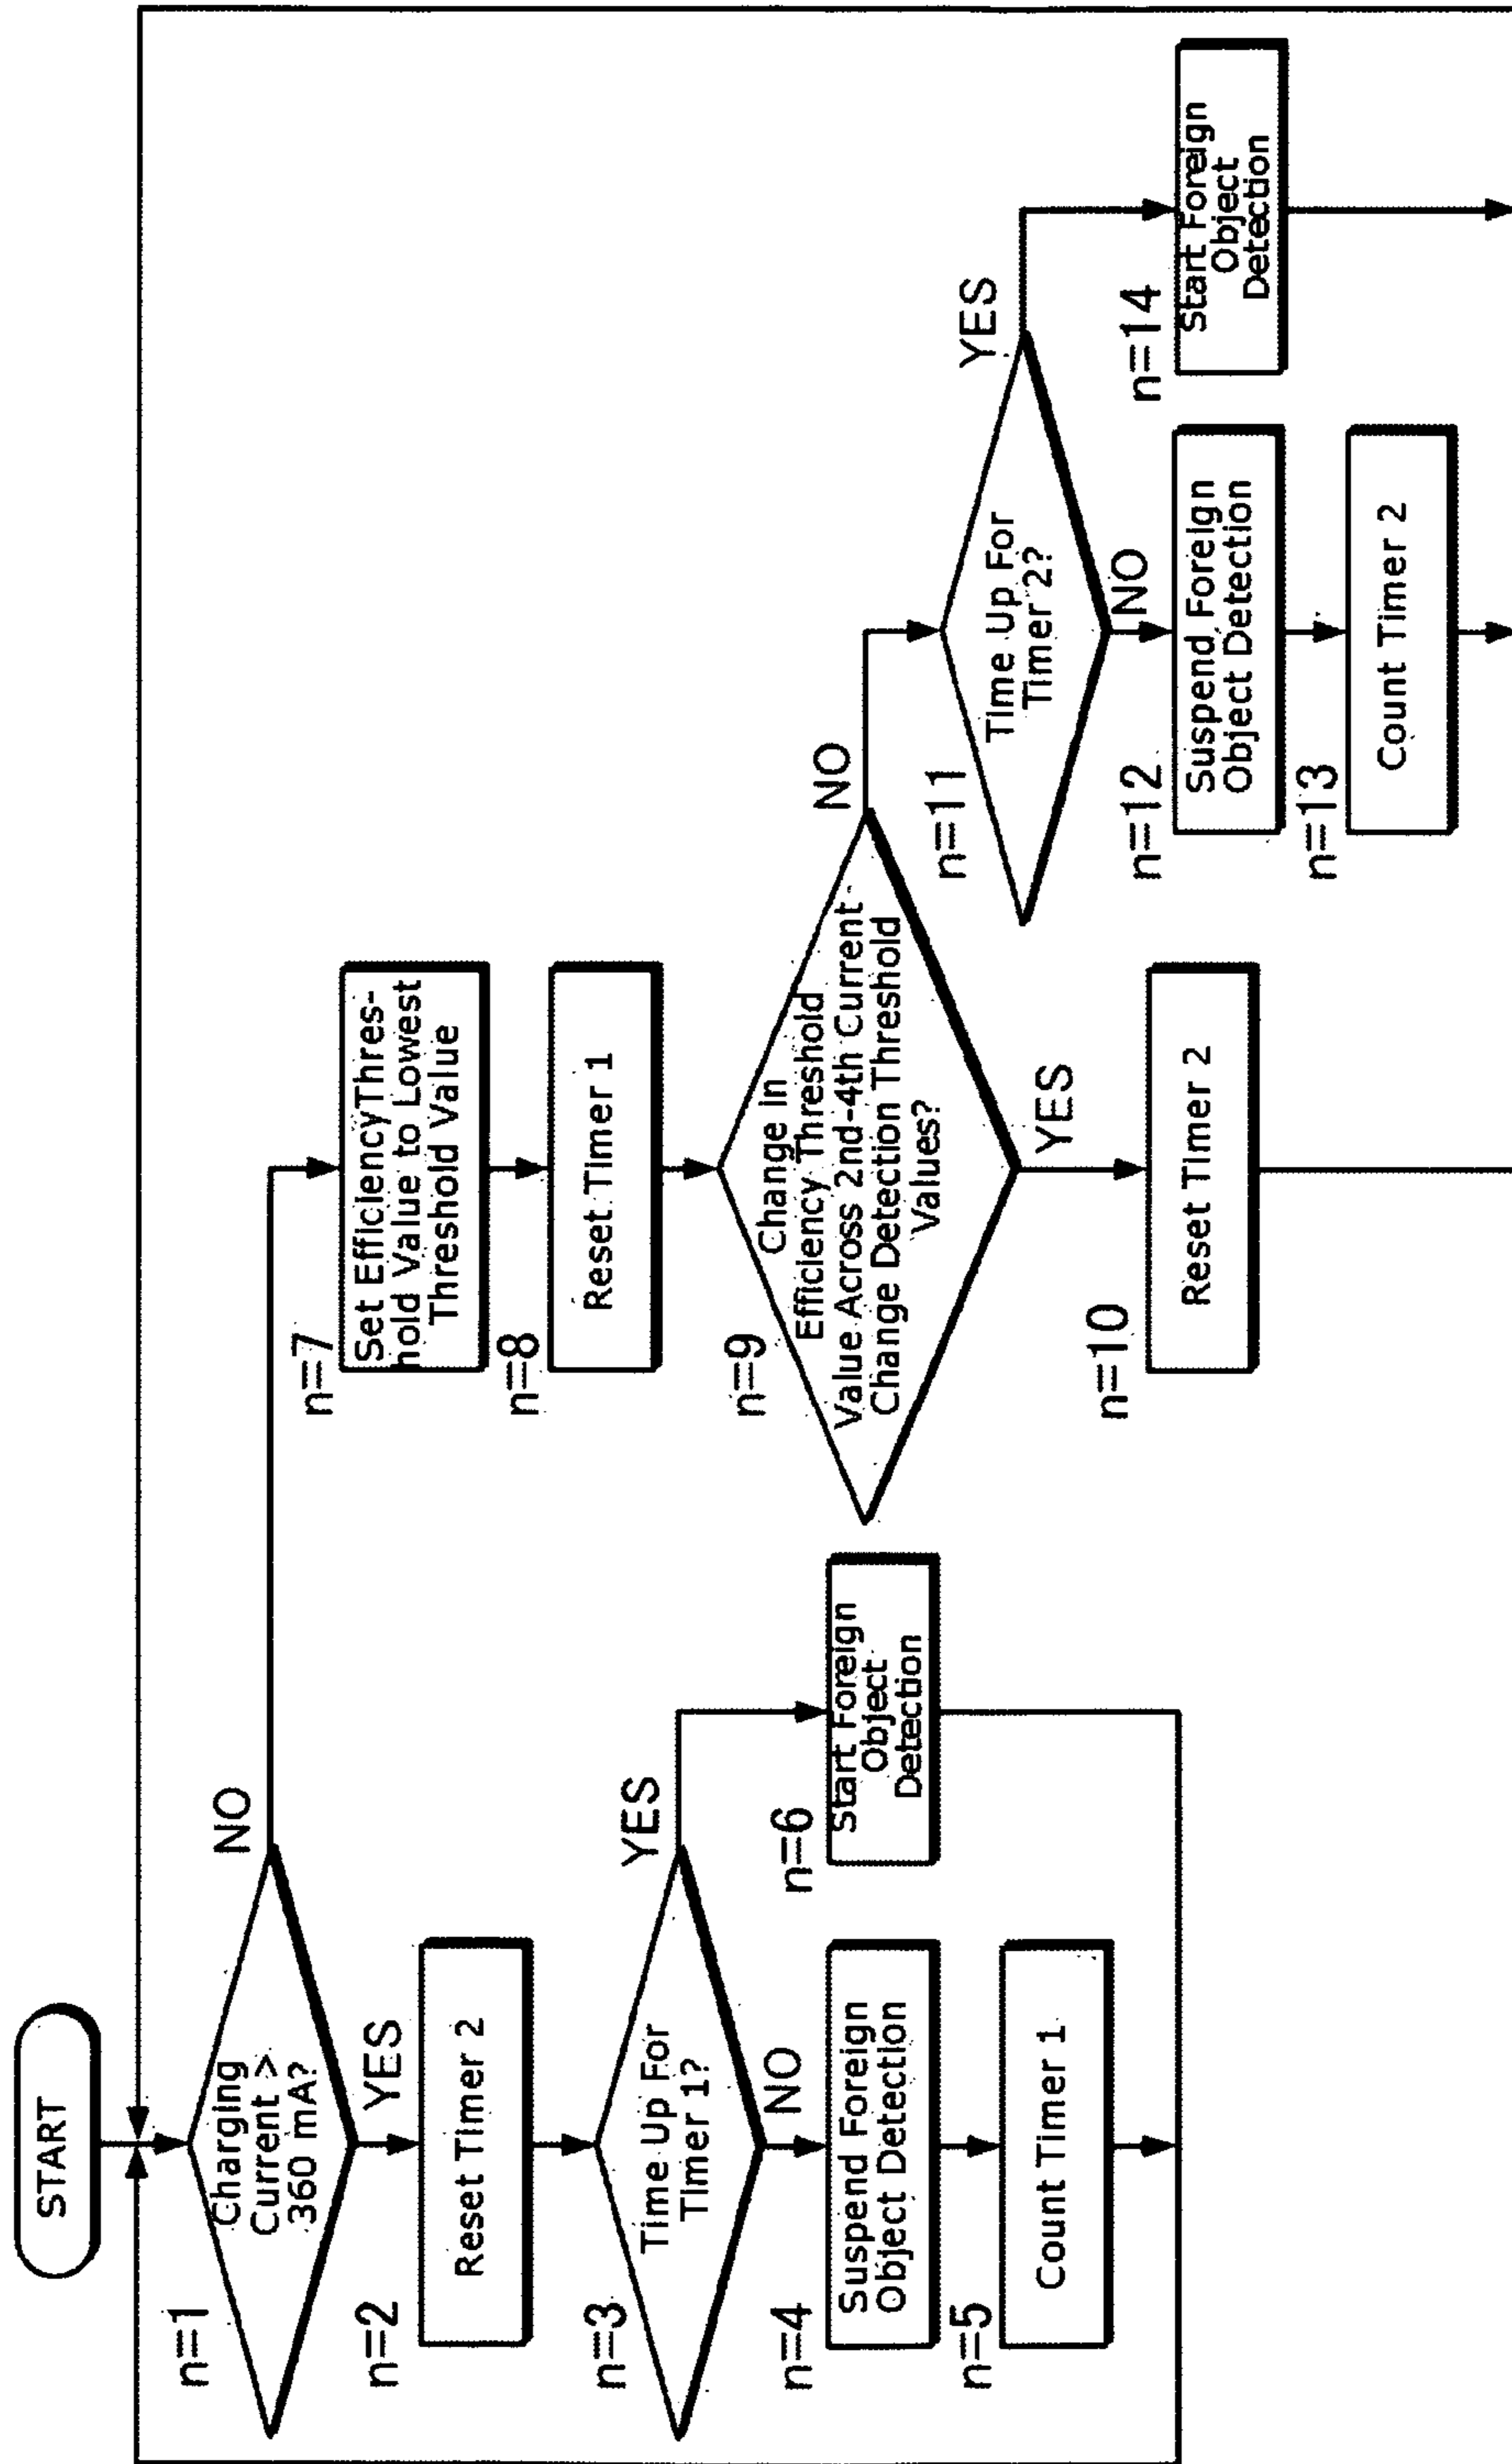 START
n=1
Charging
Current >
360 mA?
NO
YES
n=2
Reset Timer 2
n=3
Time Up For
Timer 1?
YES
NO
n=4
Suspend Foreign
Object Detection
n=5
Count Timer 1
n=6
Start Foreign
Object
Detection
n=7
Set EfficiencyThres-
hold Value to Lowest
Threshold Value
n=8
Reset Timer 1
n=9
Change in
Efficiency Threshold
Value Across 2nd-4th Current
Change Detection Threshold
Values?
NO
YES
n=10
Reset Timer 2
n=11
Time Up For
Timer 2?
YES
NO
n=12
Suspend Foreign
Object Detection
n=13
Count Timer 2
n=14
Start Foreign
Object
Detection